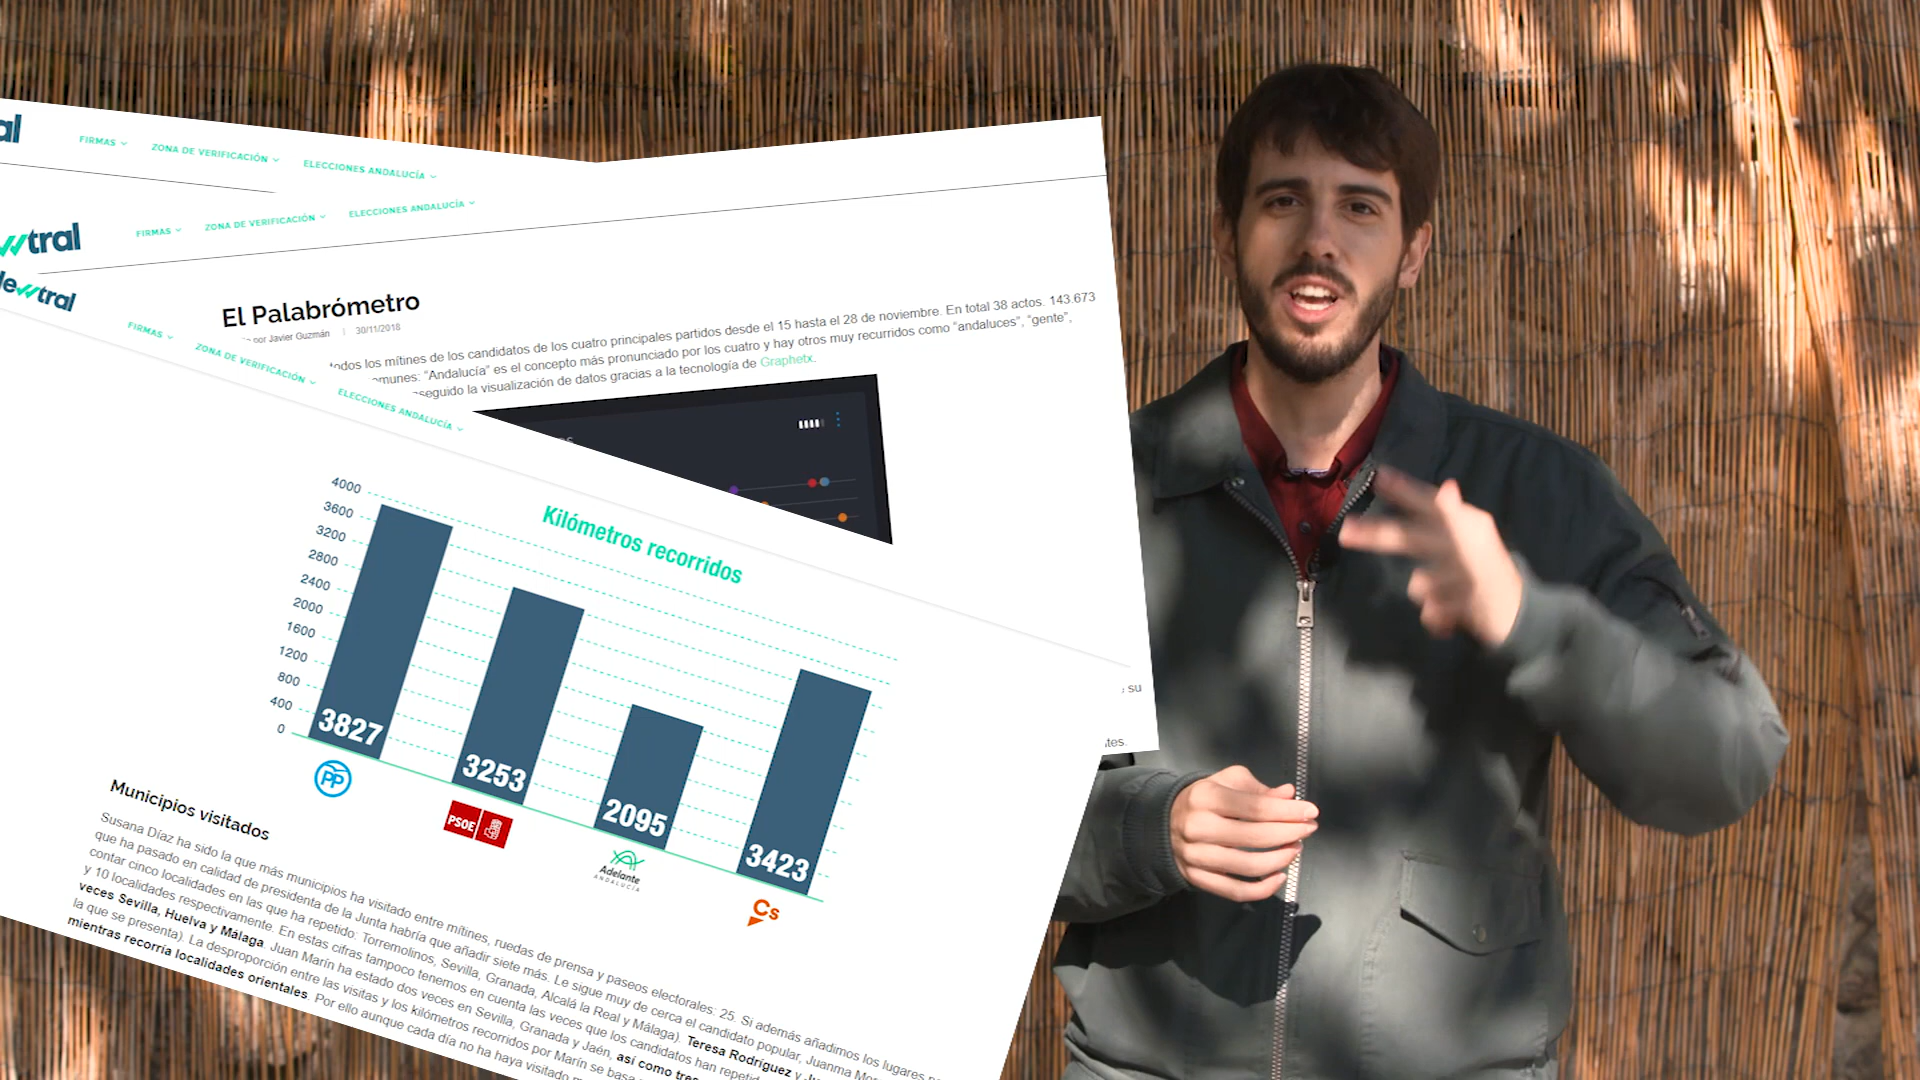 al
FIRMAS
ZONA DE VERIFICACIÓN
ELECCIONES ANDALUCÍA
tral
FIRMAS
ZONA DE VERIFICACIÓN
ELECCIONES ANDALUCÍA
El Palabrómetro
por Javier Guzmán | 30/11/2018
todos los mítines de los candidatos de los cuatro principales partidos desde el 15 hasta el 28 de noviembre. En total 38 actos. 143.673
omunes: “Andalucía” es el concepto más pronunciado por los cuatro y hay otros muy recurridos como “andaluces”, “gente”,
seguido la visualización de datos gracias a la tecnología de Graphetx.
su
tes.
tral
FIRMAS
ZONA DE VERIFICACIÓN
ELECCIONES ANDALUCÍA
Kilómetros recorridos
4000
3600
3200
2800
2400
2000
1600
1200
800
400
0
3827
3253
2095
3423
PP
PSOE
Adelante
ANDALUCÍA
Cs
Municipios visitados
Susana Díaz ha sido la que más municipios ha visitado entre mítines, ruedas de prensa y paseos electorales: 25. Si además añadimos los lugares
que ha pasado en calidad de presidenta de la Junta habría que añadir siete más. Le sigue muy de cerca el candidato popular, Juanma
contar cinco localidades en las que ha repetido: Torremolinos, Sevilla, Granada, Alcalá la Real y Málaga). Teresa Rodríguez y
y 10 localidades respectivamente. En estas cifras tampoco tenemos en cuenta las veces que los candidatos han
veces Sevilla, Huelva y Málaga. Juan Marín ha estado dos veces en Sevilla, Granada y Jaén, así como tres
la que se presenta). La desproporción entre las visitas y los kilómetros recorridos por Marín se basa
mientras recorría localidades orientales. Por ello aunque cada día no ha haya visitado